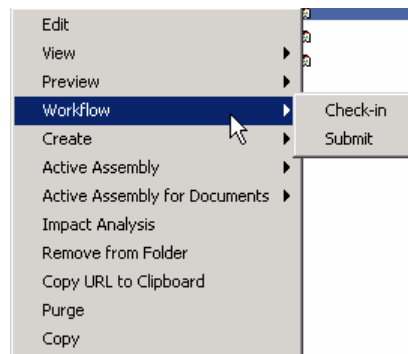 Edit
View
Preview
Workflow
Check-in
Create
Submit
Active Assembly
Active Assembly for Documents
Impact Analysis
Remove from Folder
Copy URL to Clipboard
Purge
Copy